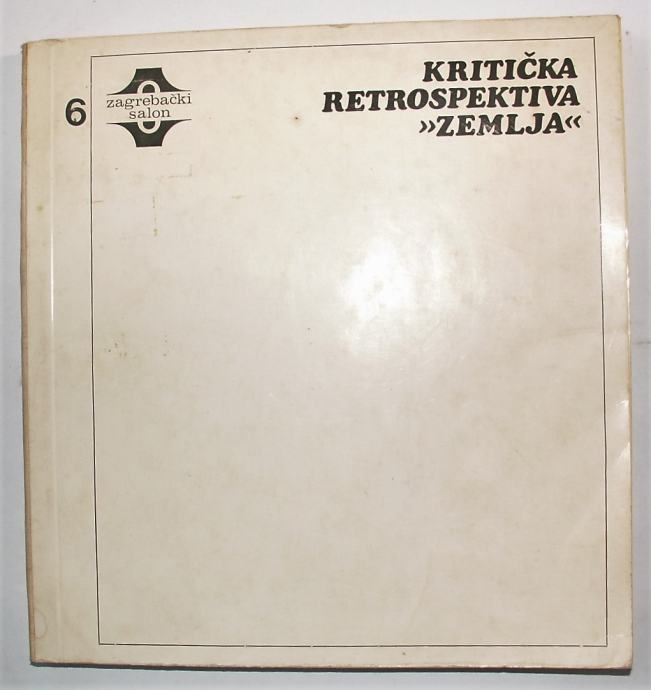 6
zagrebački
salon
KRITIČKA
RETROSPEKTIVA
»ZEMLJA«